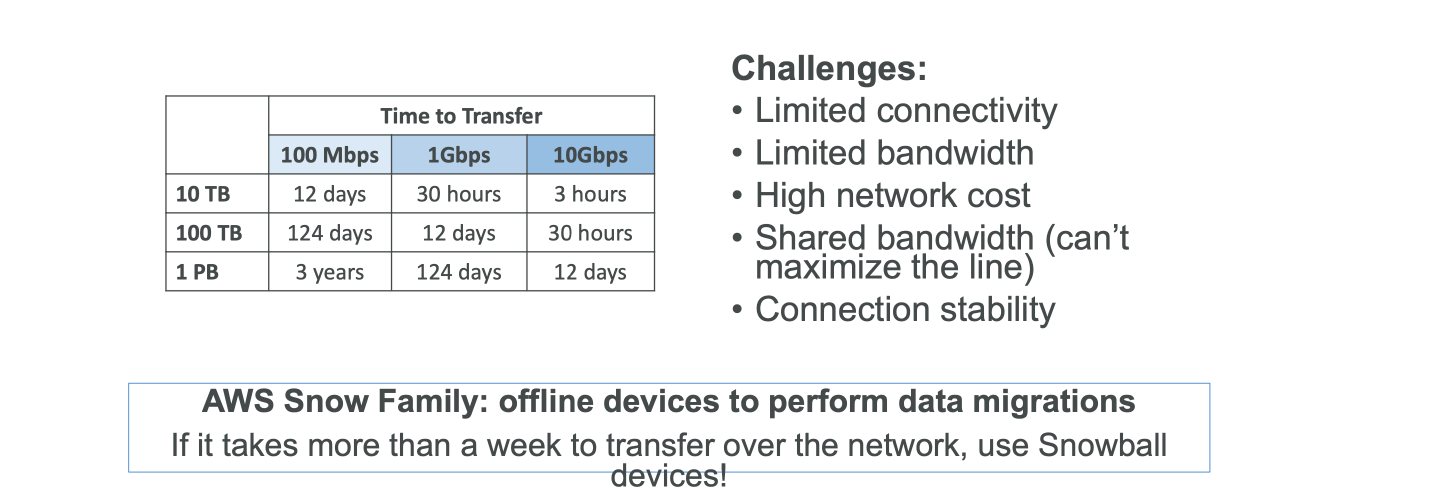 Time to Transfer
100 Mbps 1Gbps 10Gbps
10 TB 12 days 30 hours 3 hours
100 TB 124 days 12 days 30 hours
1 PB 3 years 124 days 12 days
Challenges:
• Limited connectivity
• Limited bandwidth
• High network cost
• Shared bandwidth (can’t
maximize the line)
• Connection stability
AWS Snow Family: offline devices to perform data migrations
If it takes more than a week to transfer over the network, use Snowball
devices!